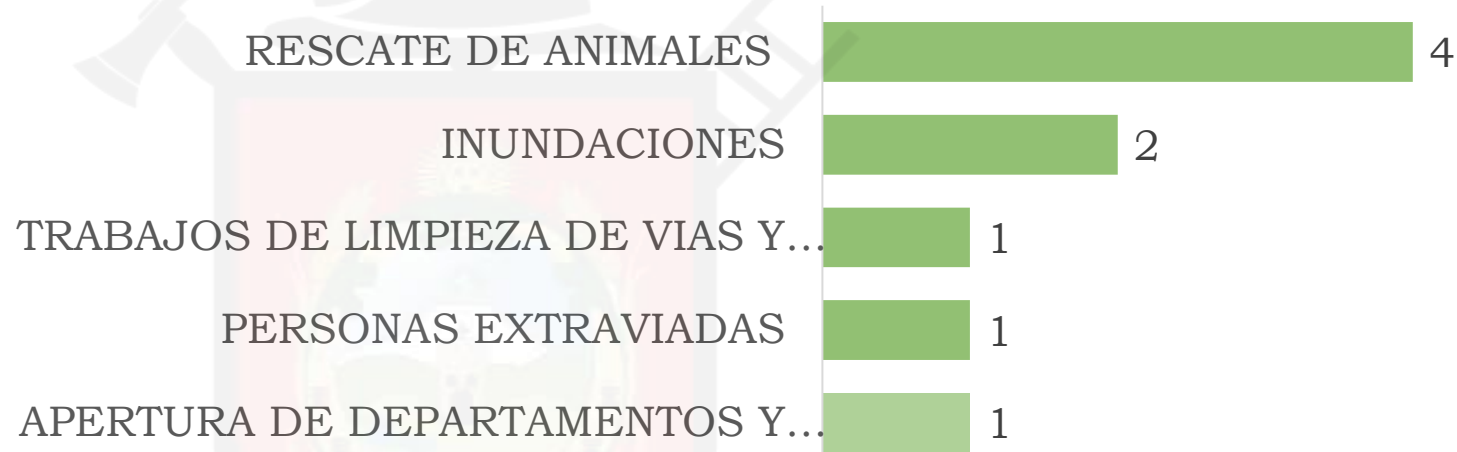 RESCATE DE ANIMALES 4
INUNDACIONES 2
TRABAJOS DE LIMPIEZA DE VIAS Y… 1
PERSONAS EXTRAVIADAS 1
APERTURA DE DEPARTAMENTOS Y… 1